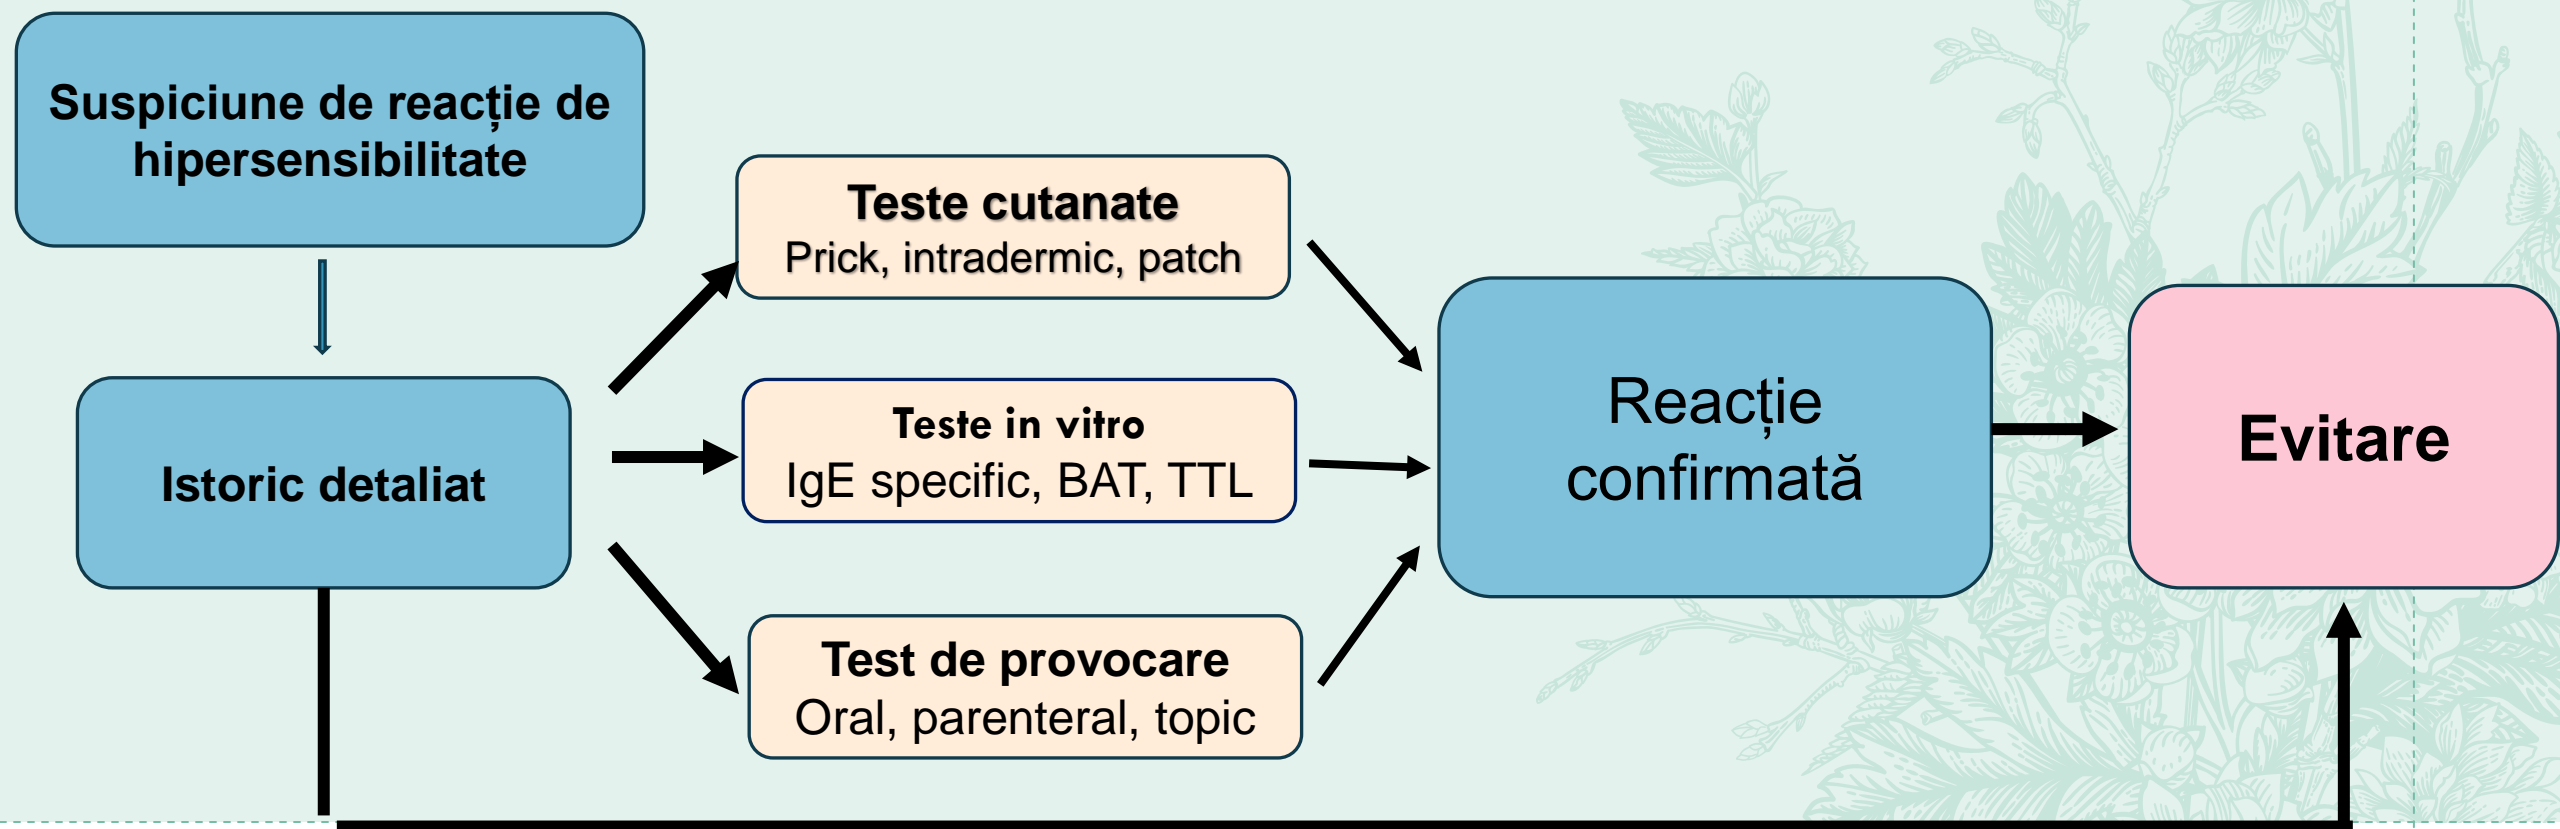 Suspiciune de reacție de
hipersensibilitate
Istoric detaliat
Teste cutanate
Prick, intradermic, patch
Teste in vitro
IgE specific, BAT, TTL
Test de provocare
Oral, parenteral, topic
Reacție
confirmată
Evitare